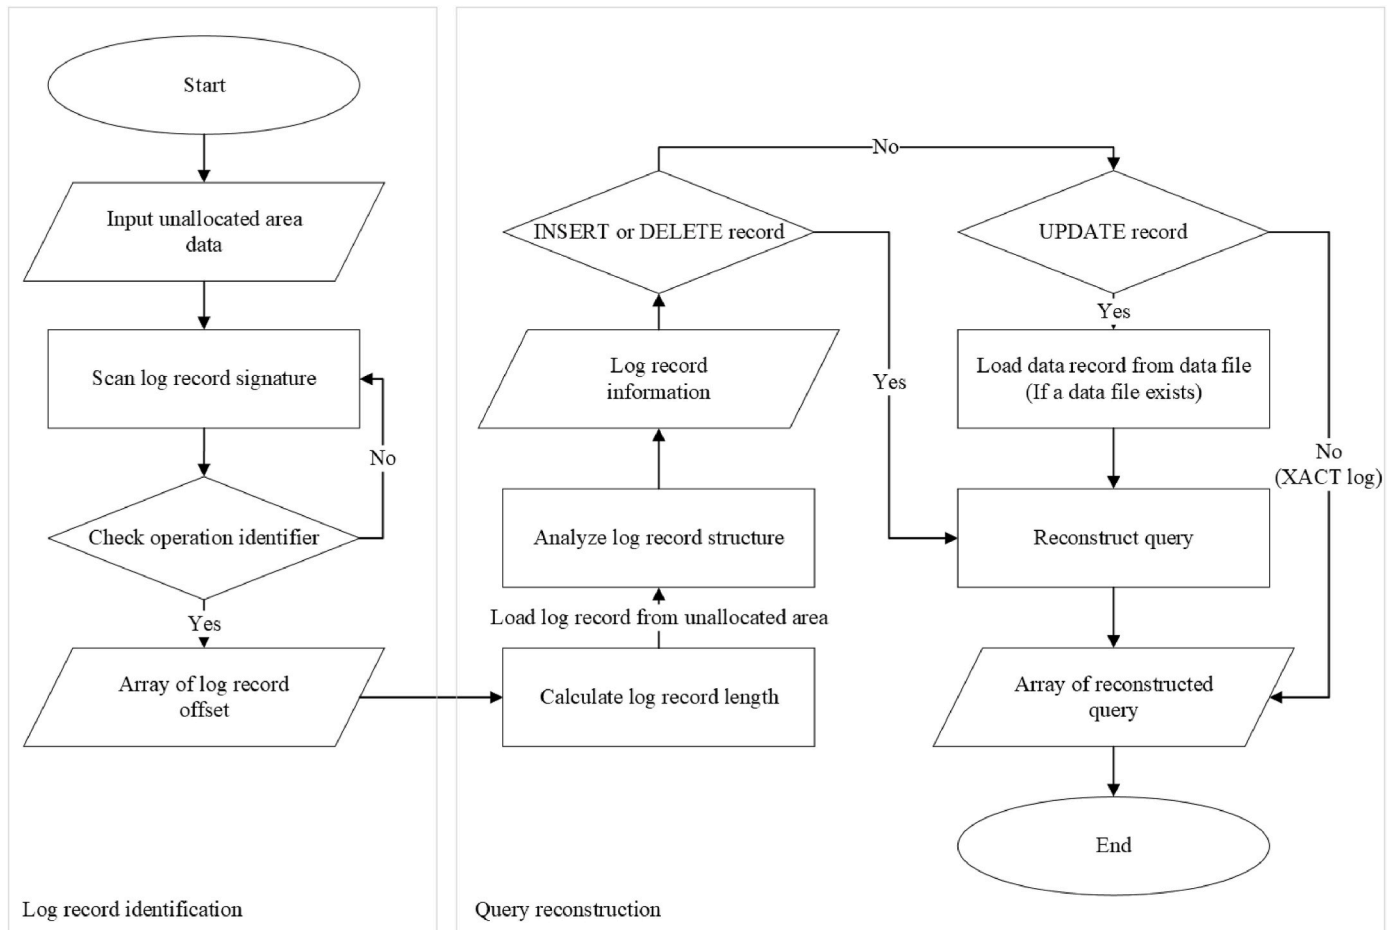 Start
Input unallocated area
data
Scan log record signature
No
Check operation identifier
Yes
Array of log record
offset
Log record identification
No
INSERT or DELETE record
UPDATE record
Yes
Log record
information
Yes
Load data record from data file
(If a data file exists)
No
(XACT log)
Analyze log record structure
Reconstruct query
Load log record from unallocated area
Calculate log record length
Array of reconstructed
query
End
Query reconstruction